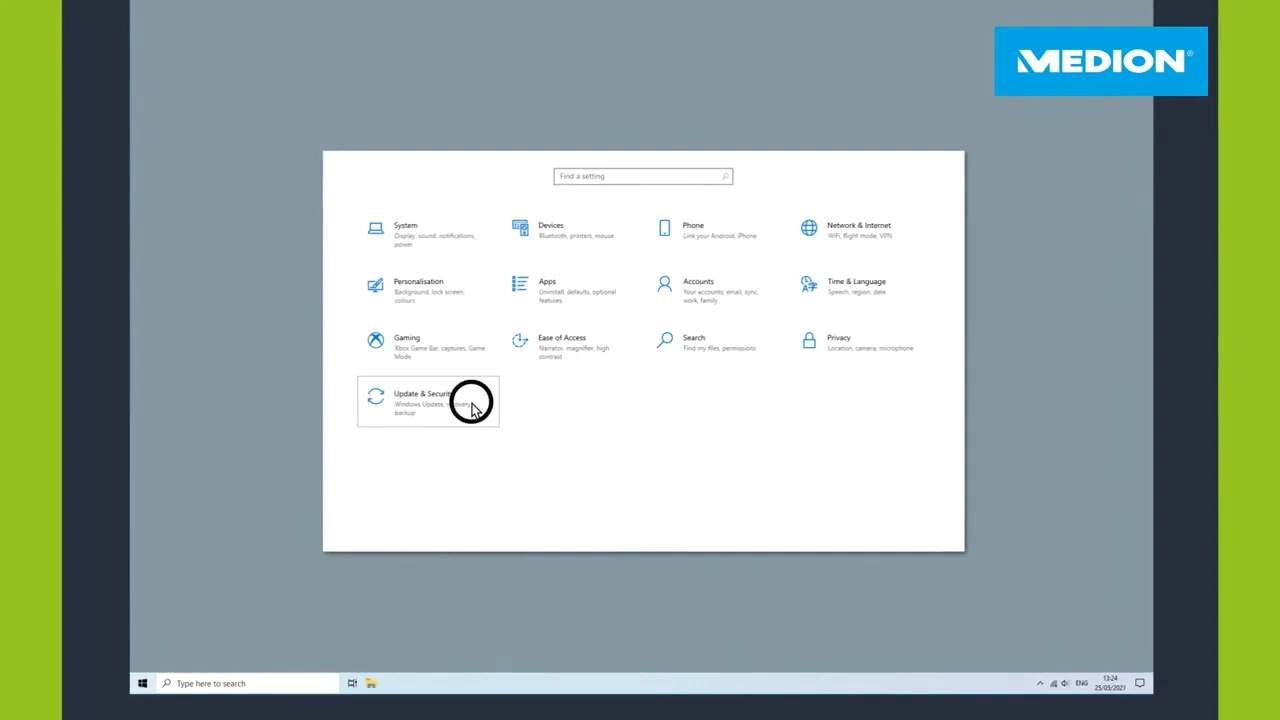 MEDION®
Find a setting
System
Display, sound, notifications,
power
Devices
Bluetooth, printers, mouse
Phone
Link your Android, iPhone
Network & Internet
WiFi, flight mode, VPN
Personalisation
Background, lock screen,
colours
Apps
Uninstall, defaults, optional
features
Accounts
Your accounts, email, sync,
work, family
Time & Language
Speech, region, date
Gaming
Xbox Game Bar, captures, Game
Mode
Ease of Access
Narrator, magnifier, high
contrast
Search
Find my files, permissions
Privacy
Location, camera, microphone
Update & Security
Windows Update, recovery,
backup
Type here to search
ENG
13:24
25/05/2021